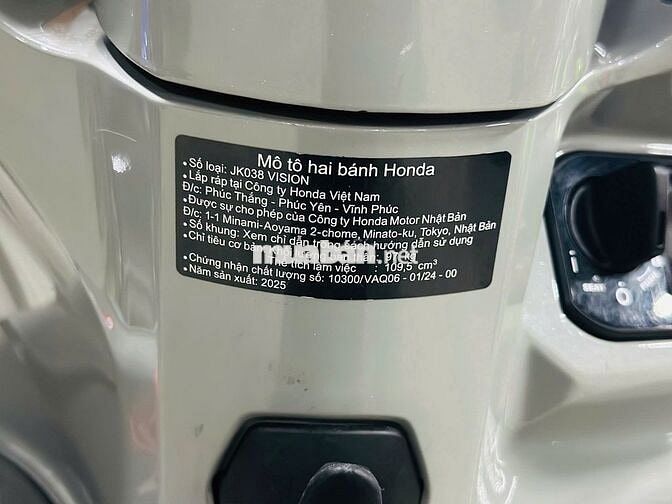 Mô tô hai bánh Honda
• Số loại: JK038 VISION
• Lắp ráp tại Công ty Honda Việt Nam
Đ/c: Phúc Thắng - Phúc Yên - Vĩnh Phúc
• Được sự cho phép của Công ty Honda Motor Nhật Bản
Đ/c: 1-1 Minami-Aoyama 2-chome, Minato-ku, Tokyo, Nhật Bản
• Số khung: Xem chỉ dẫn trong sách hướng dẫn sử dụng
• Chỉ tiêu cơ bản
muaban.net
Thể tích làm việc : 109,5 cm³
• Chứng nhận chất lượng số: 10300/VAQ06 - 01/24 - 00
• Năm sản xuất: 2025
SEAT